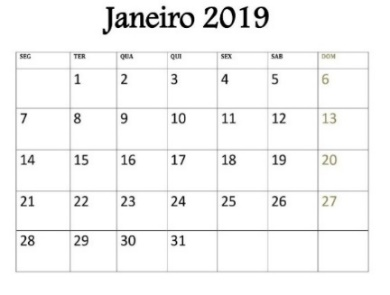 Janeiro 2019
SEG TER QUA QUI SEX SAB DOM
1 2 3 4 5 6
7 8 9 10 11 12 13
14 15 16 17 18 19 20
21 22 23 24 25 26 27
28 29 30 31